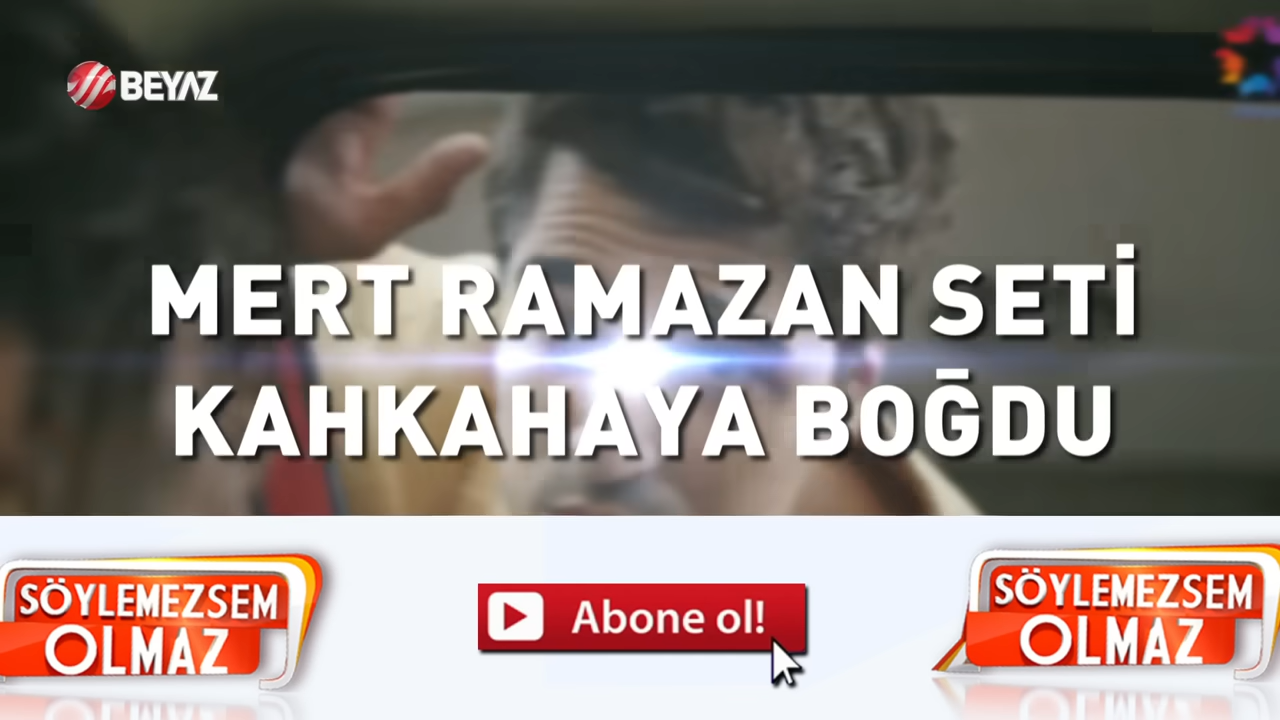 BEYAZ
MERT RAMAZAN SETİ
KAHKAHAYA BOĞDU
SÖYLEMEZSEM
OLMAZ
Abone ol!
SÖYLEMEZSEM
OLMAZ